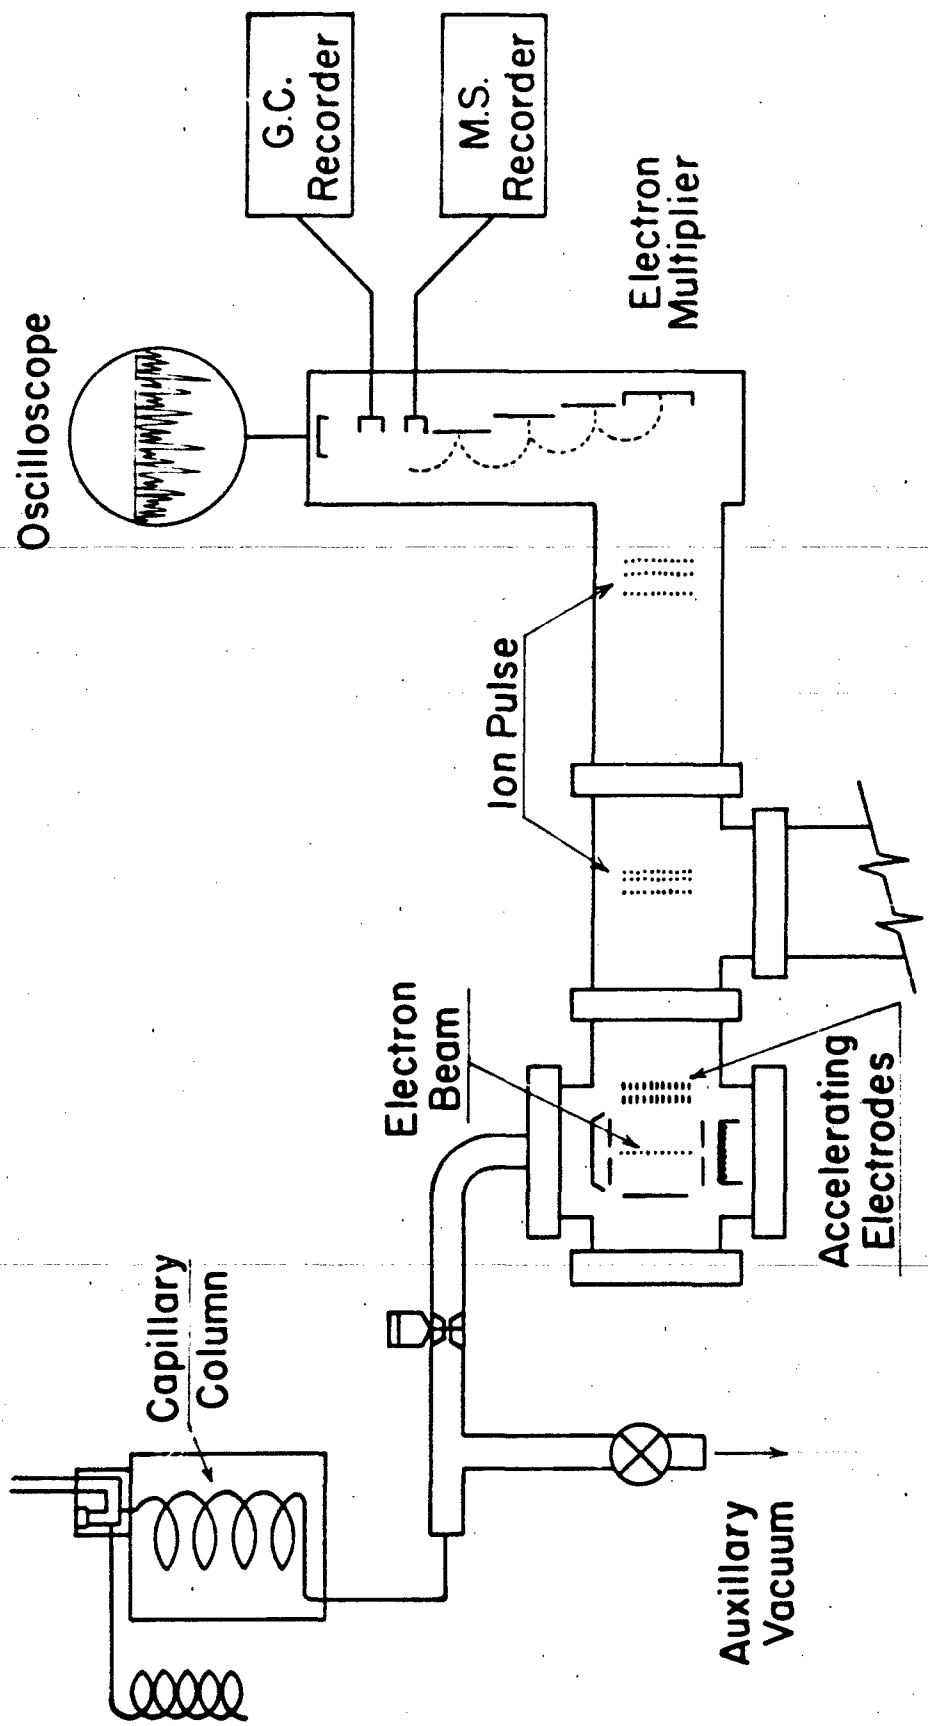 Oscilloscope
G.C.
Recorder
M.S.
Recorder
Electron
Multiplier
Ion Pulse
Electron
Beam
Accelerating
Electrodes
Capillary
Column
Auxillary
Vacuum